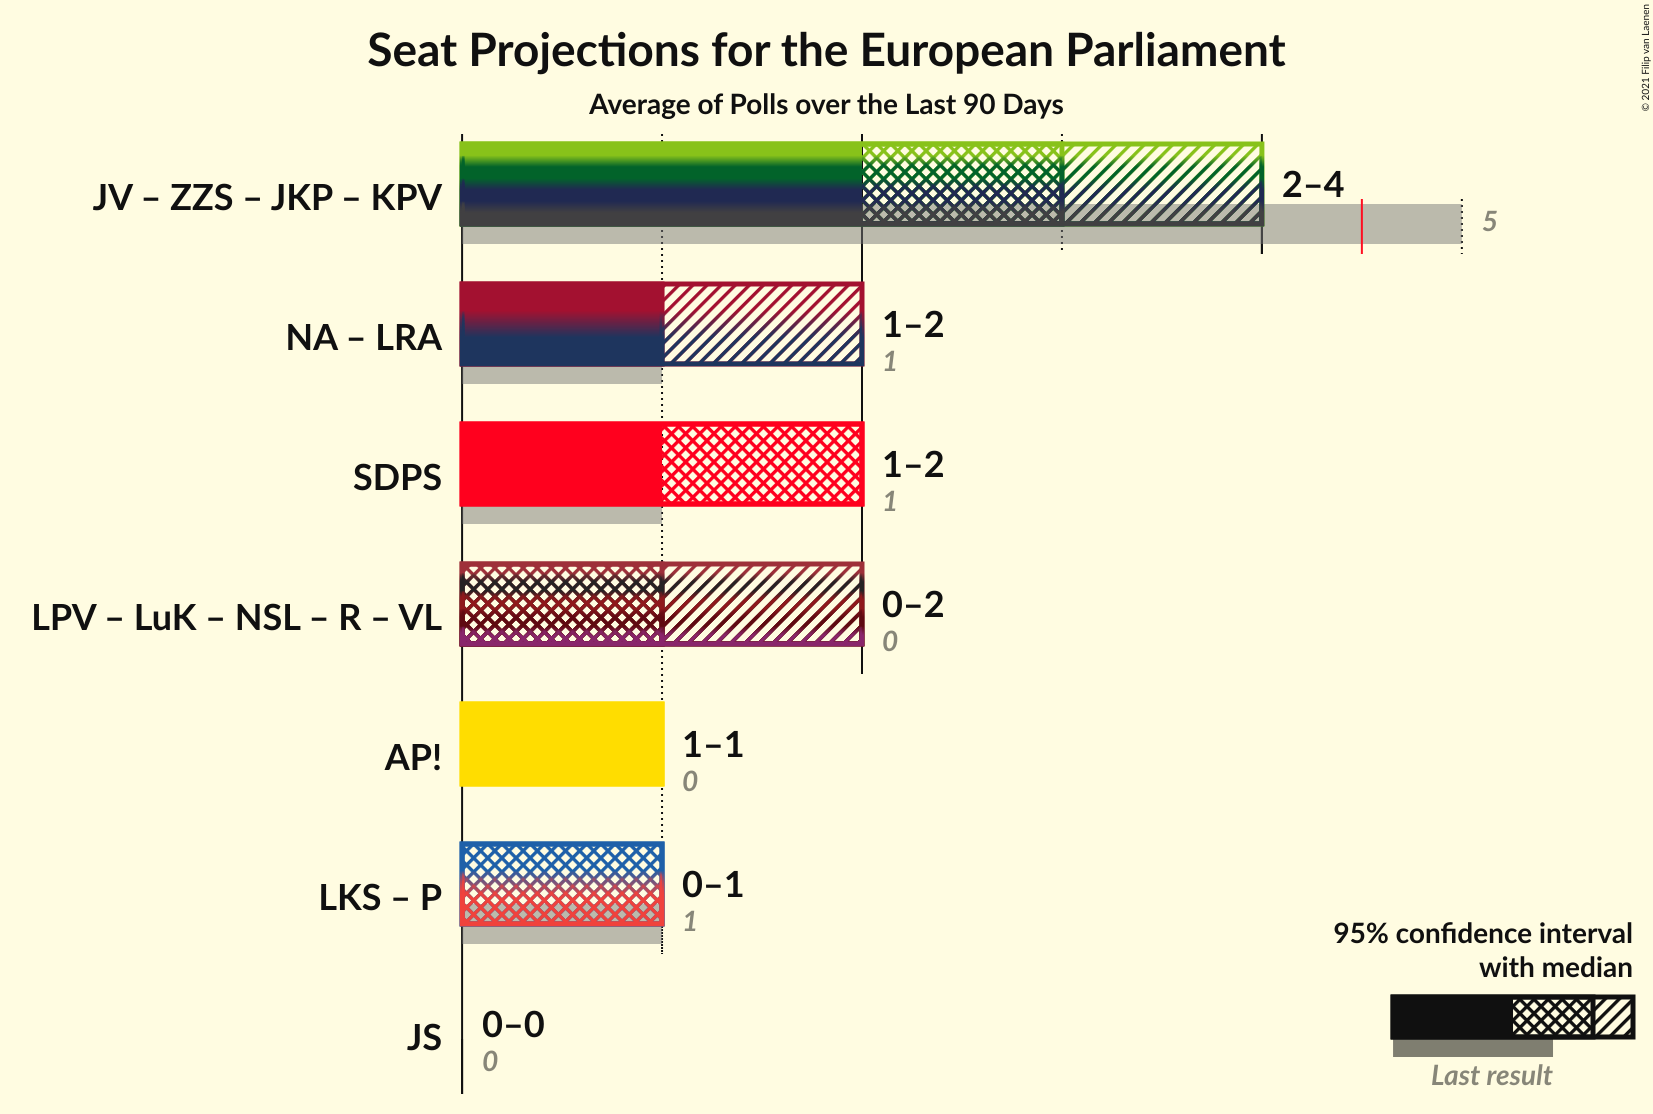 Seat Projections for the European Parliament
Average of Polls over the Last 90 Days
© 2021 Filip van Laenen
JV – ZZS – JKP – KPV
2–4
5
NA – LRA
1–2
1
SDPS
1–2
1
LPV – LuK – NSL – R – VL
0–2
0
AP!
1–1
0
LKS – P
0–1
1
JS
0–0
0
95% confidence interval
with median
Last result